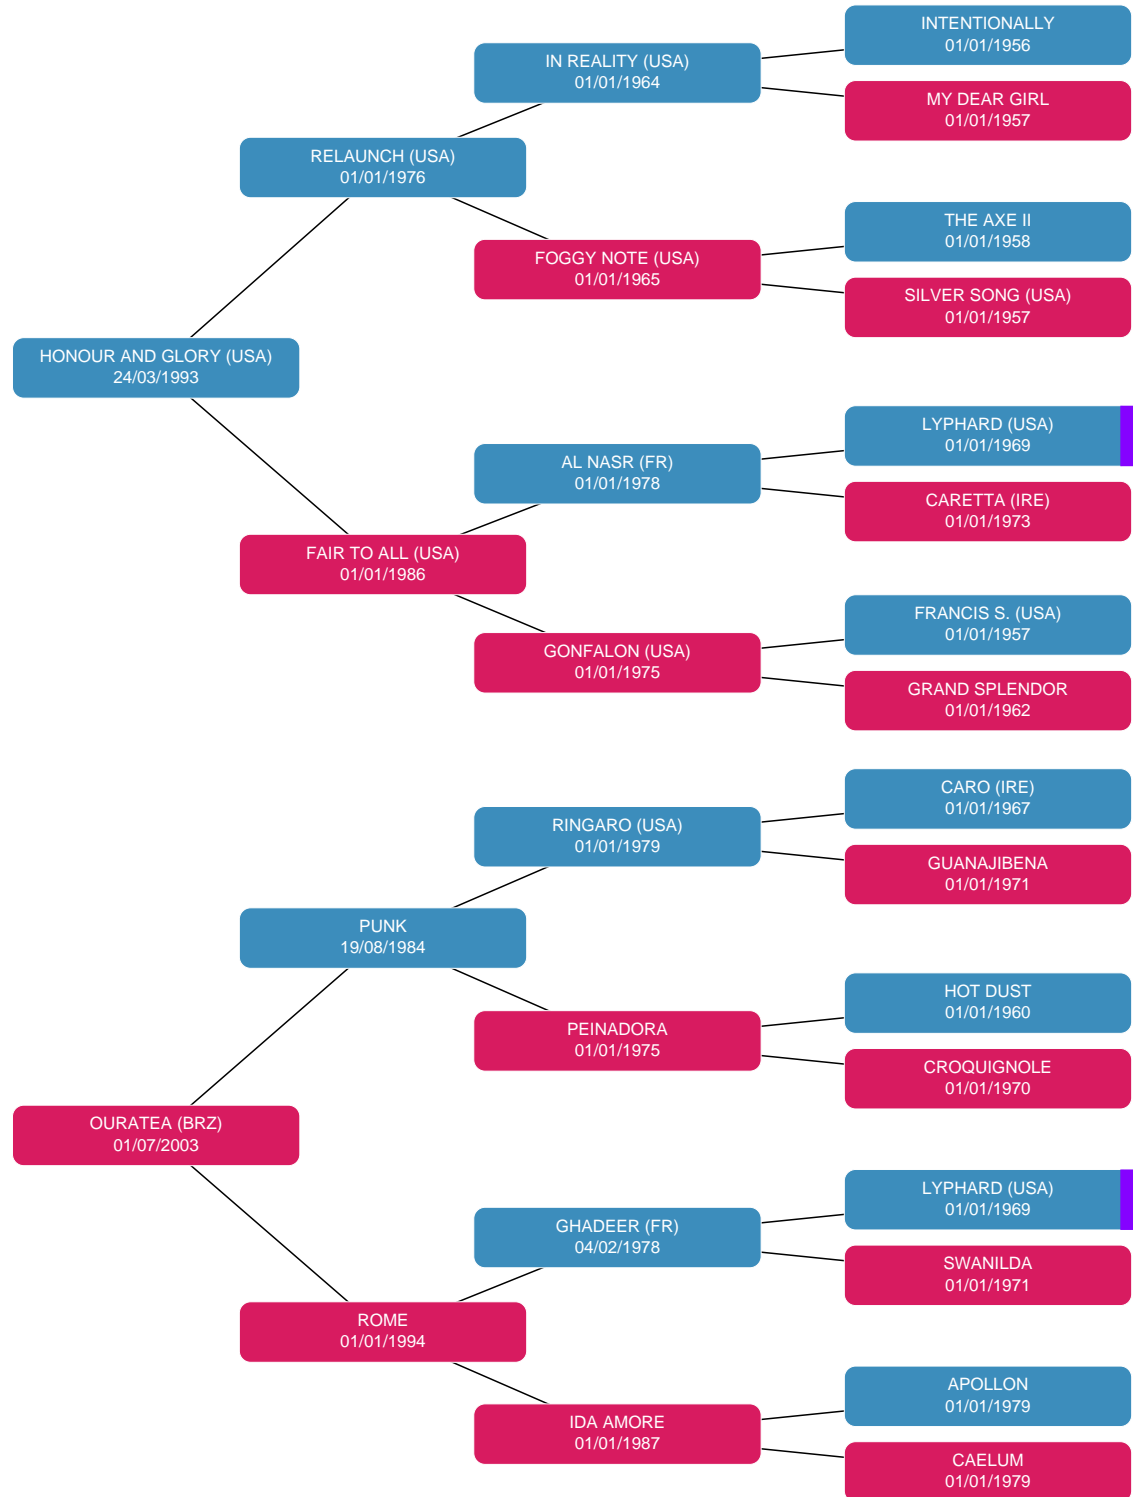 INTENTIONALLY
01/01/1956
IN REALITY (USA)
01/01/1964
MY DEAR GIRL
01/01/1957
RELAUNCH (USA)
01/01/1976
THE AXE II
01/01/1958
FOGGY NOTE (USA)
01/01/1965
SILVER SONG (USA)
01/01/1957
HONOUR AND GLORY (USA)
24/03/1993
LYPHARD (USA)
01/01/1969
AL NASR (FR)
01/01/1978
CARETTA (IRE)
01/01/1973
FAIR TO ALL (USA)
01/01/1986
FRANCIS S. (USA)
01/01/1957
GONFALON (USA)
01/01/1975
GRAND SPLENDOR
01/01/1962
CARO (IRE)
01/01/1967
RINGARO (USA)
01/01/1979
GUANAJIBENA
01/01/1971
PUNK
19/08/1984
HOT DUST
01/01/1960
PEINADORA
01/01/1975
CROQUIGNOLE
01/01/1970
OURATEA (BRZ)
01/07/2003
LYPHARD (USA)
01/01/1969
GHADEER (FR)
04/02/1978
SWANILDA
01/01/1971
ROME
01/01/1994
APOLLON
01/01/1979
IDA AMORE
01/01/1987
CAELUM
01/01/1979